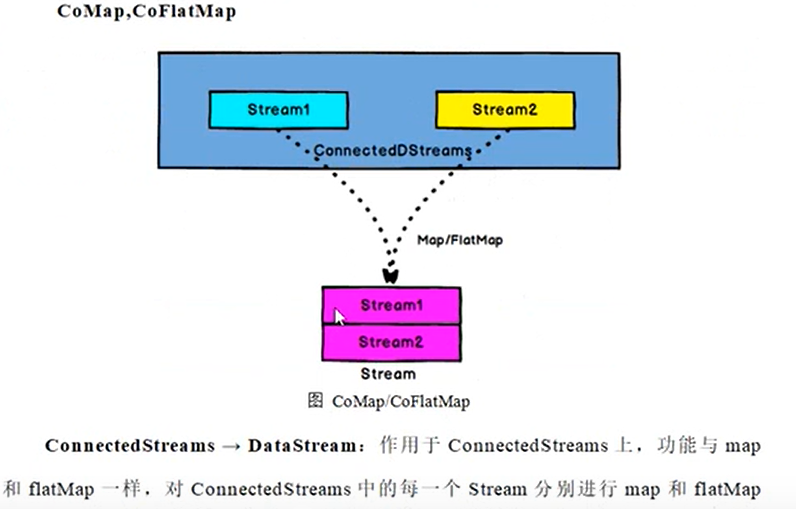 CoMap,CoFlatMap
Stream1
Stream2
ConnectedDStreams
Map/FlatMap
Stream1
Stream2
Stream
图 CoMap/CoFlatMap
ConnectedStreams → DataStream：作用于 ConnectedStreams 上，功能与 map
和 flatMap 一样，对 ConnectedStreams 中的每一个 Stream 分别进行 map 和 flatMap